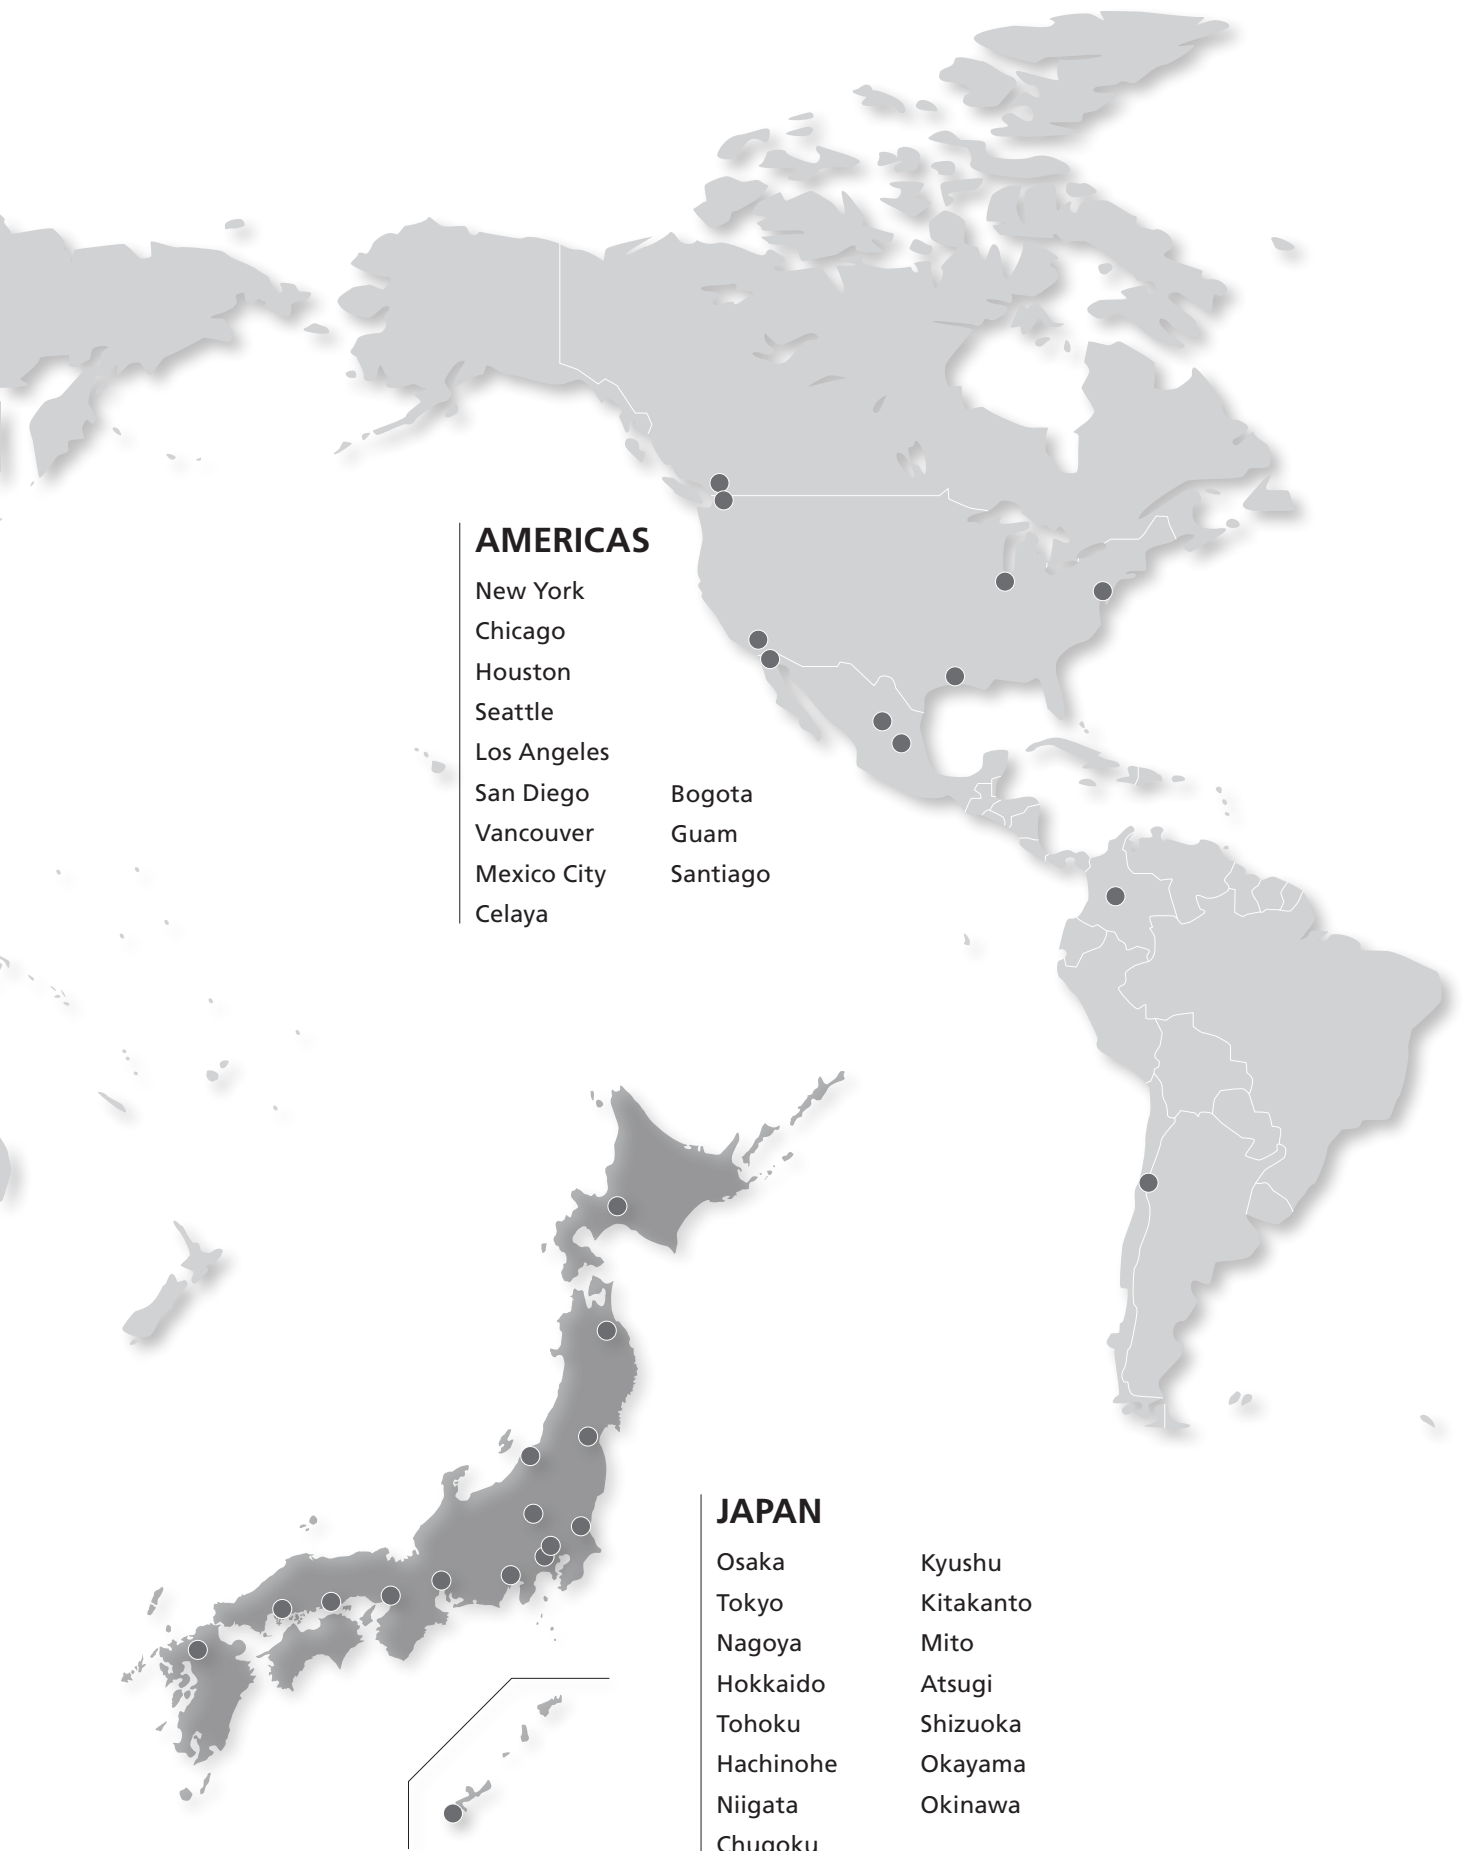 AMERICAS
New York
Chicago
Houston
Seattle
Los Angeles
San Diego
Vancouver
Mexico City
Celaya
Bogota
Guam
Santiago
JAPAN
Osaka
Tokyo
Nagoya
Hokkaido
Tohoku
Hachinohe
Niigata
Chugoku
Kyushu
Kitakanto
Mito
Atsugi
Shizuoka
Okayama
Okinawa